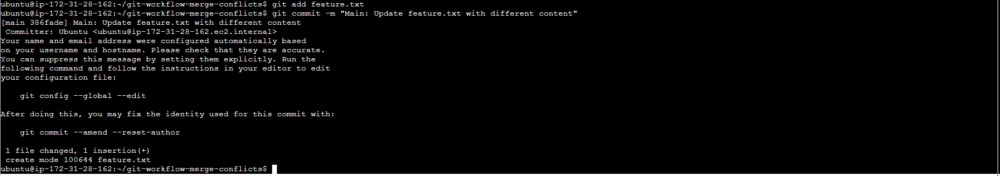 ubuntu@ip-172-31-28-162:~/git-workflow-merge-conflicts$ git add feature.txt
ubuntu@ip-172-31-28-162:~/git-workflow-merge-conflicts$ git commit -m "Main: Update feature.txt with different content"
[main 386fade] Main: Update feature.txt with different content
 Committer: Ubuntu <ubuntu@ip-172-31-28-162.ec2.internal>
Your name and email address were configured automatically based
on your username and hostname. Please check that they are accurate.
You can suppress this message by setting them explicitly. Run the
following command and follow the instructions in your editor to edit
your configuration file:
    git config --global --edit
After doing this, you may fix the identity used for this commit with:
    git commit --amend --reset-author
 1 file changed, 1 insertion(+)
 create mode 100644 feature.txt
ubuntu@ip-172-31-28-162:~/git-workflow-merge-conflicts$